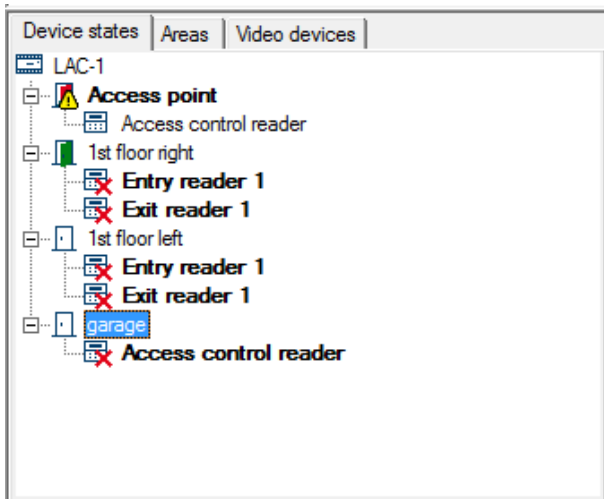 Device states Areas Video devices
LAC-1
Access point
Access control reader
1st floor right
Entry reader 1
Exit reader 1
1st floor left
Entry reader 1
Exit reader 1
garage
Access control reader